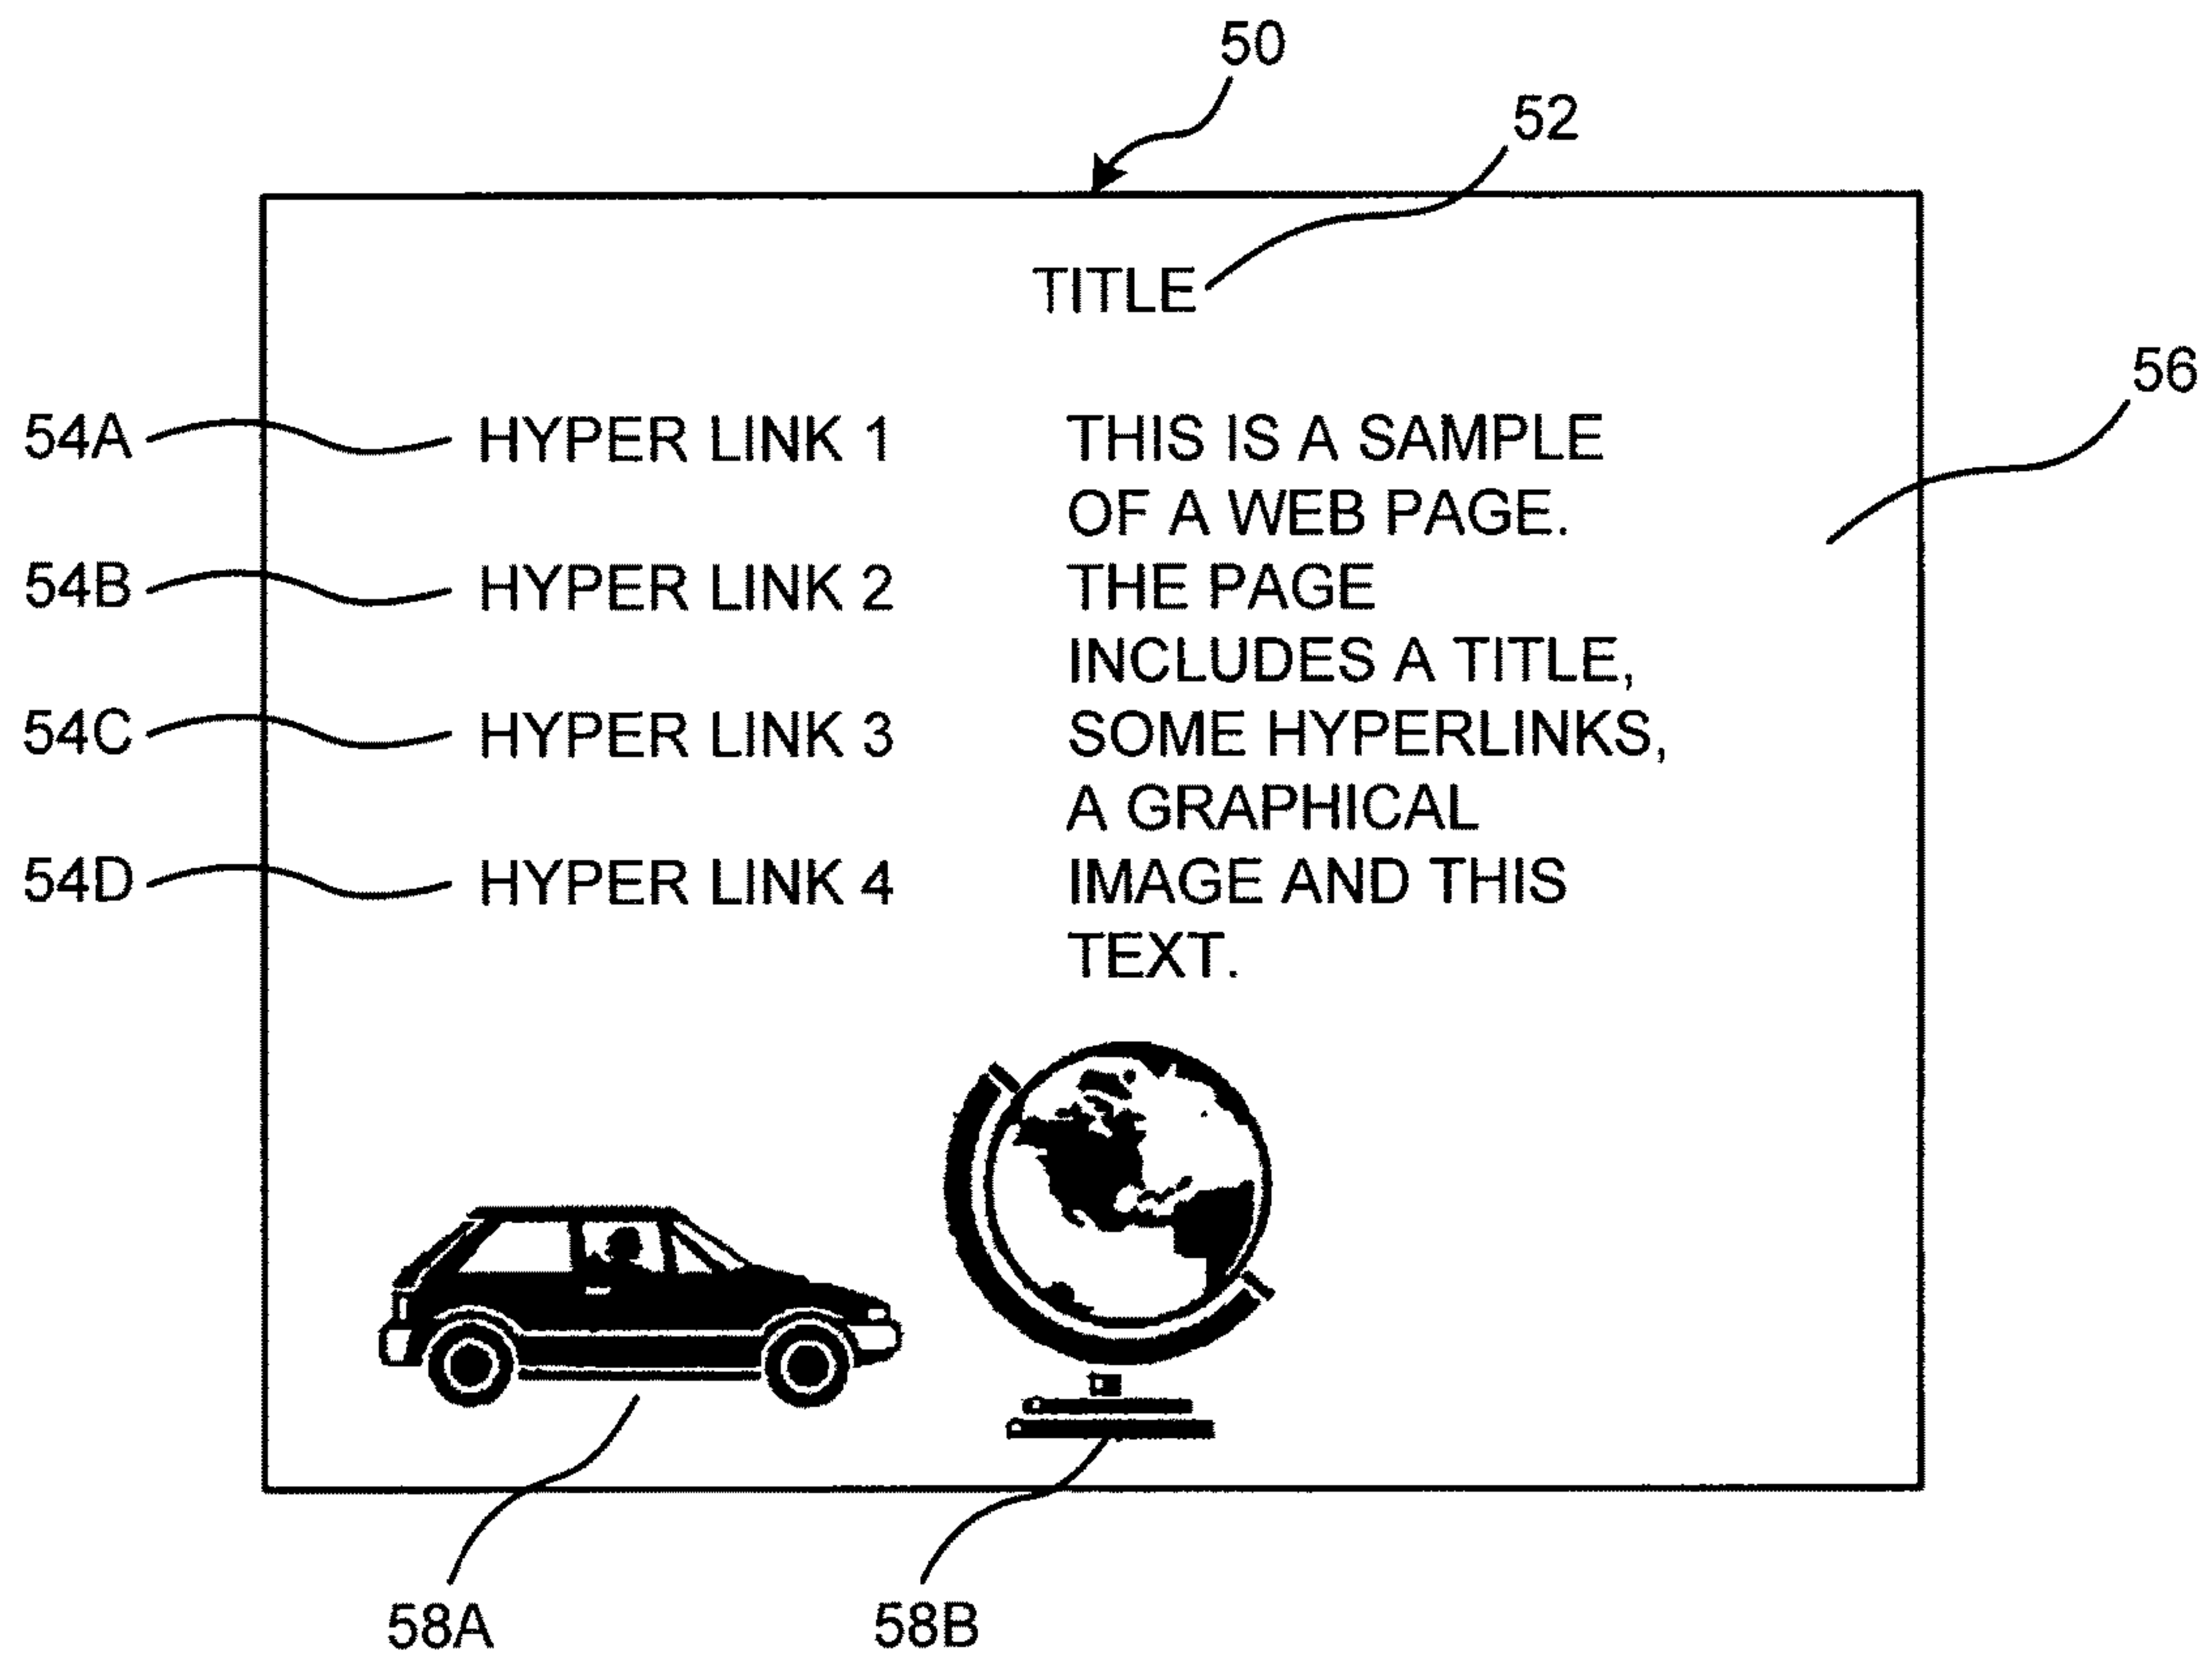 50
52
TITLE
56
54A
HYPER LINK 1
54B
HYPER LINK 2
54C
HYPER LINK 3
54D
HYPER LINK 4
THIS IS A SAMPLE
OF A WEB PAGE.
THE PAGE
INCLUDES A TITLE,
SOME HYPERLINKS,
A GRAPHICAL
IMAGE AND THIS
TEXT.
58A
58B